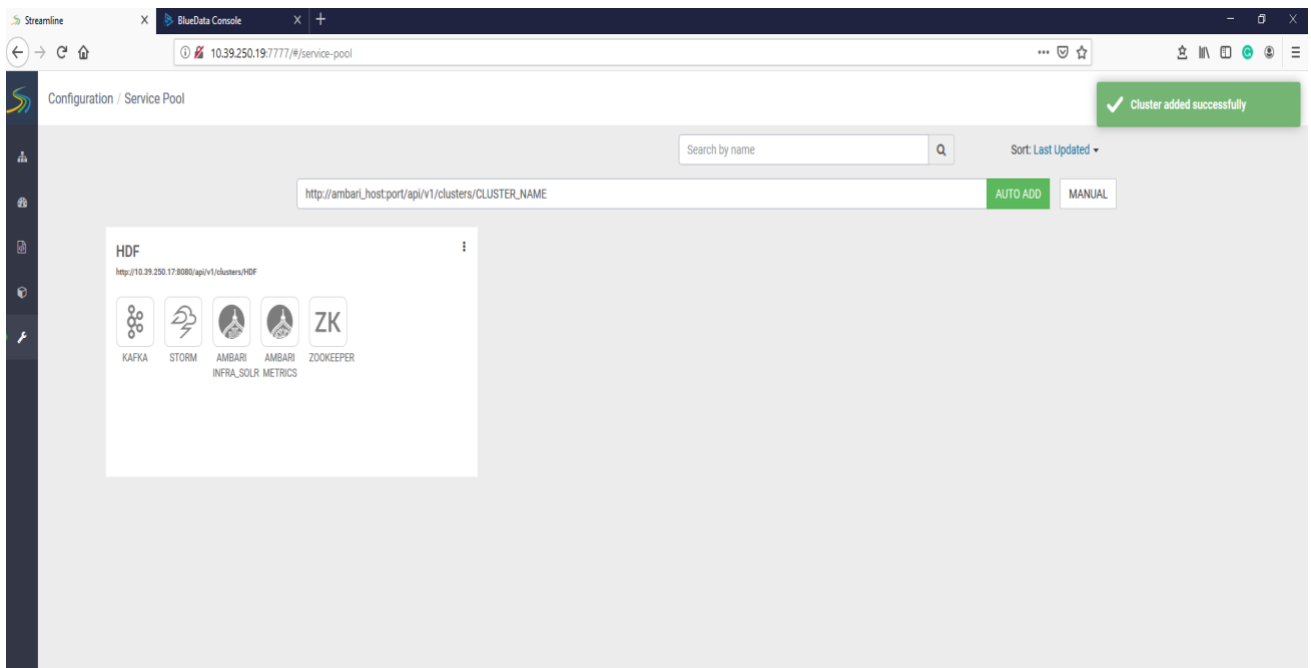 Streamline
BlueData Console
10.39.250.19:7777/#/service-pool
Configuration / Service Pool
Cluster added successfully
Search by name
Sort: Last Updated
http://ambari_host:port/api/v1/clusters/CLUSTER_NAME
AUTO ADD
MANUAL
HDF
http://10.39.250.17:8080/api/v1/clusters/HDF
ZK
KAFKA STORM AMBARI AMBARI ZOOKEEPER
INFRA_SOLR METRICS